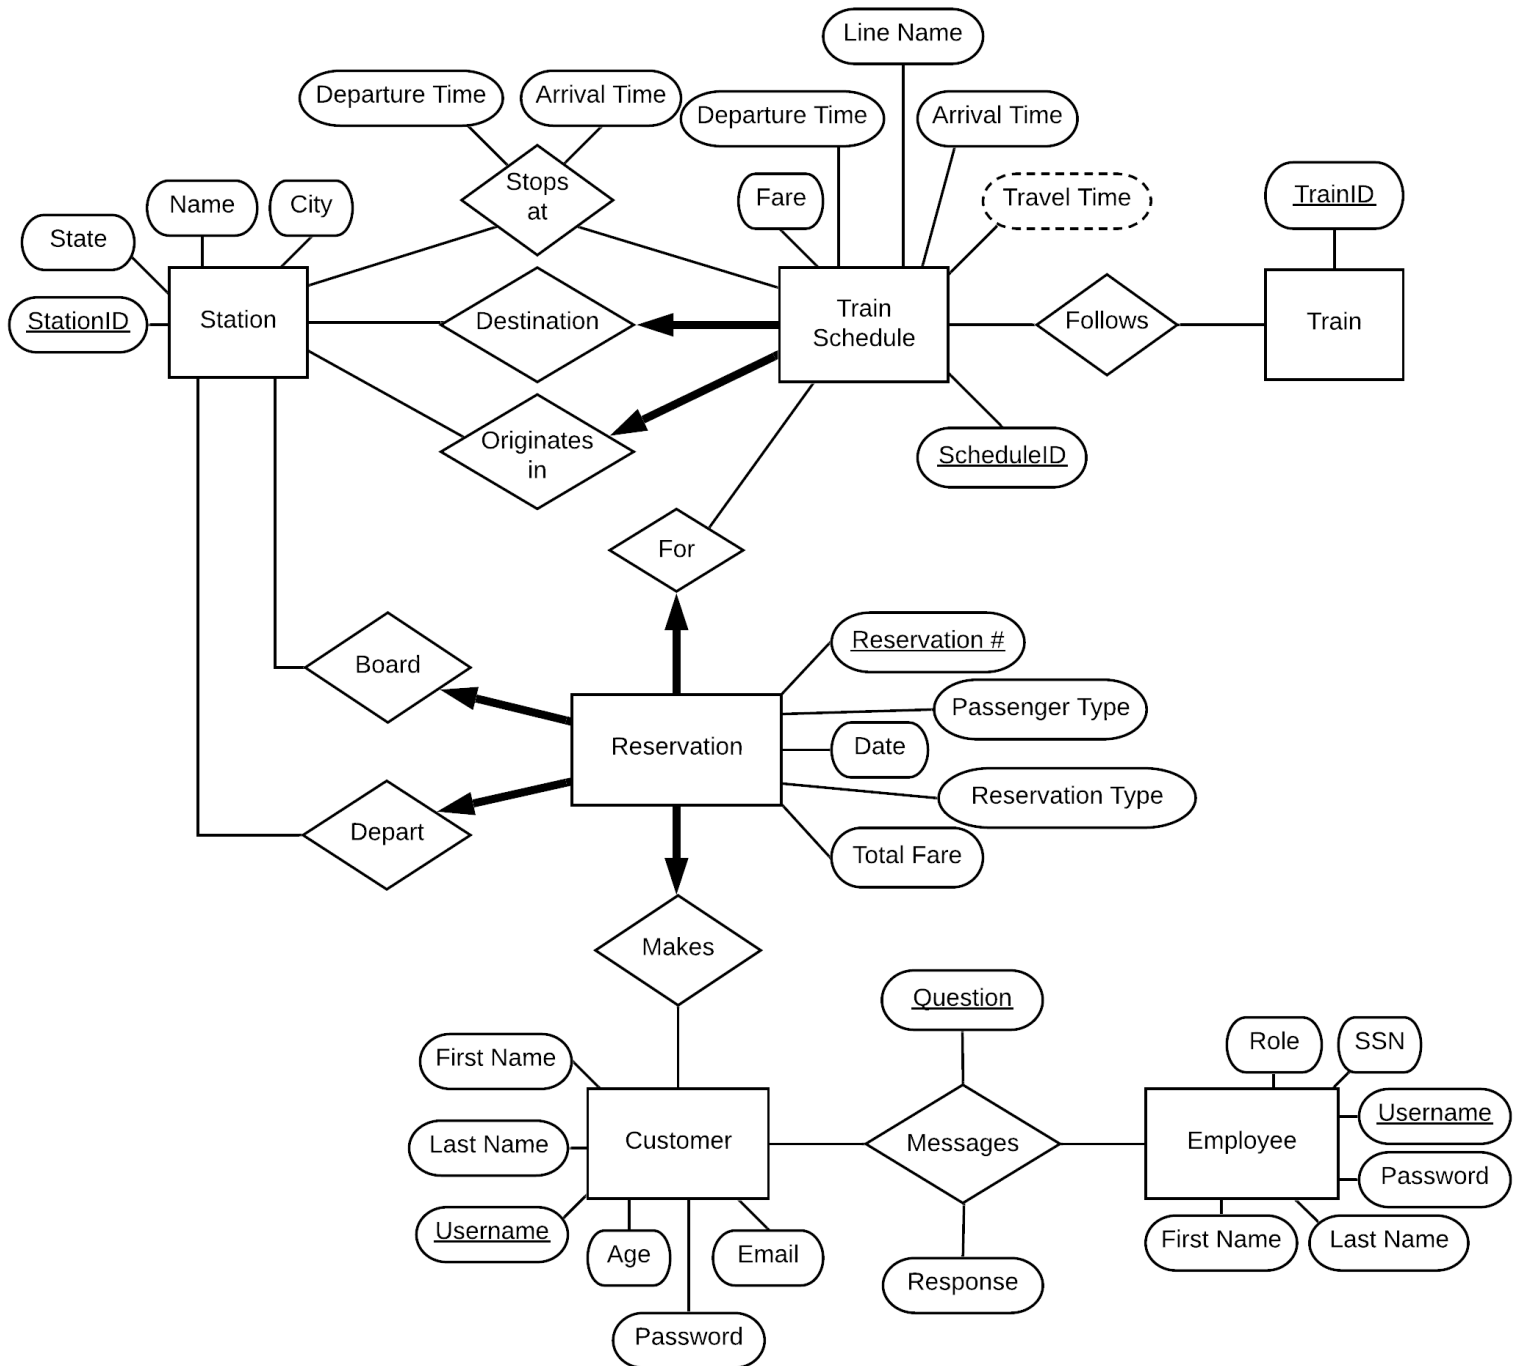 Line Name
Departure Time
Arrival Time
Departure Time
Arrival Time
Stops
at
Fare
Travel Time
TrainID
Name
City
State
StationID
Station
Destination
Train
Schedule
Follows
Train
Originates
in
ScheduleID
For
Board
Reservation #
Passenger Type
Date
Reservation
Reservation Type
Depart
Total Fare
Makes
Question
First Name
Role
SSN
Username
Last Name
Customer
Messages
Employee
Password
Username
Age
Email
First Name
Last Name
Response
Password